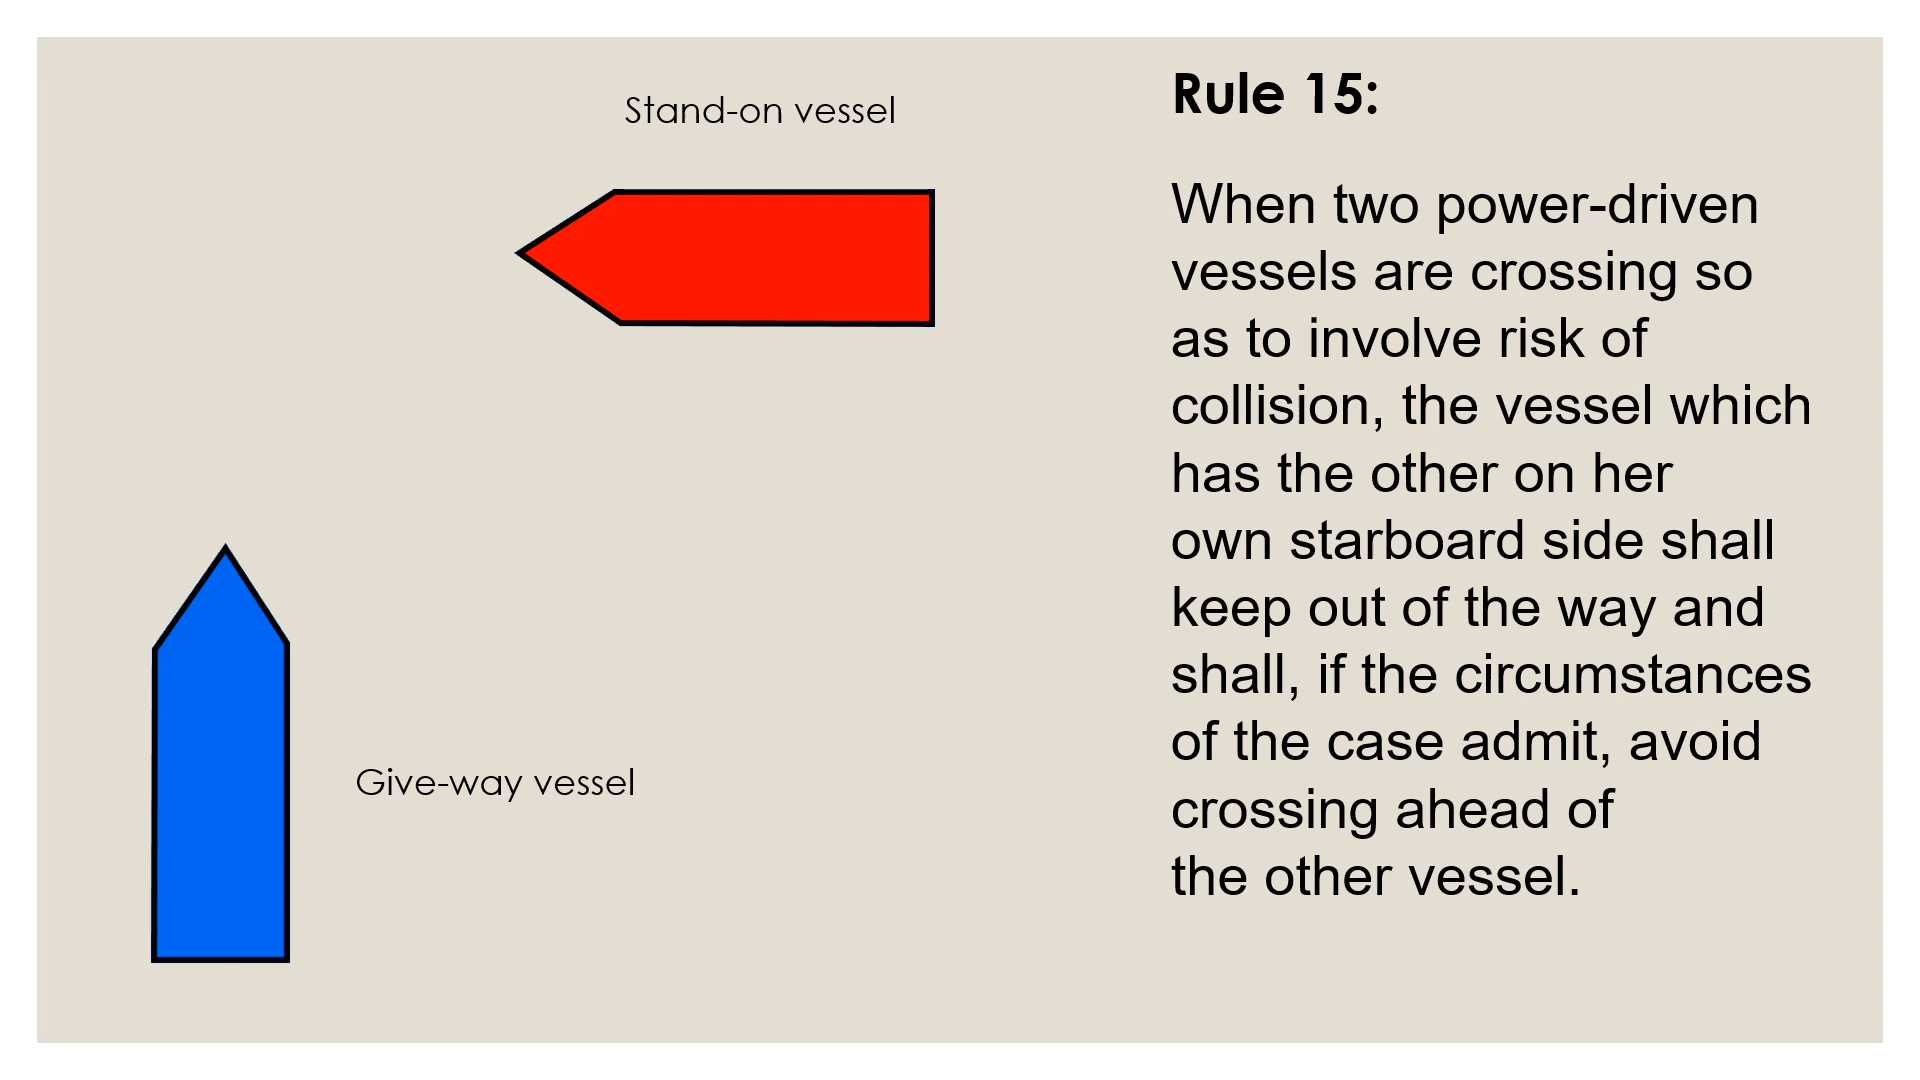 Stand-on vessel
Give-way vessel
Rule 15:
When two power-driven
vessels are crossing so
as to involve risk of
collision, the vessel which
has the other on her
own starboard side shall
keep out of the way and
shall, if the circumstances
of the case admit, avoid
crossing ahead of
the other vessel.